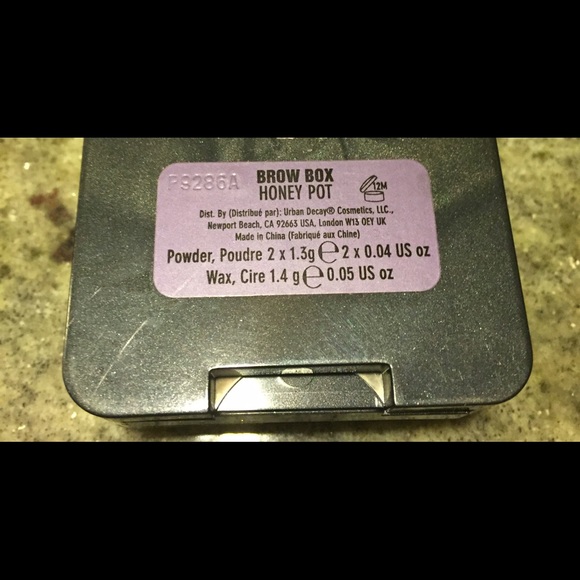 P9286A
BROW BOX
HONEY POT
12M
Dist. By (Distribué par): Urban Decay® Cosmetics, LLC.,
Newport Beach, CA 92663 USA, London W13 OEY UK
Made in China (Fabriqué aux Chine)
Powder, Poudre 2 x 1.3g ℮ 2 x 0.04 US oz
Wax, Cire 1.4 g ℮ 0.05 US oz